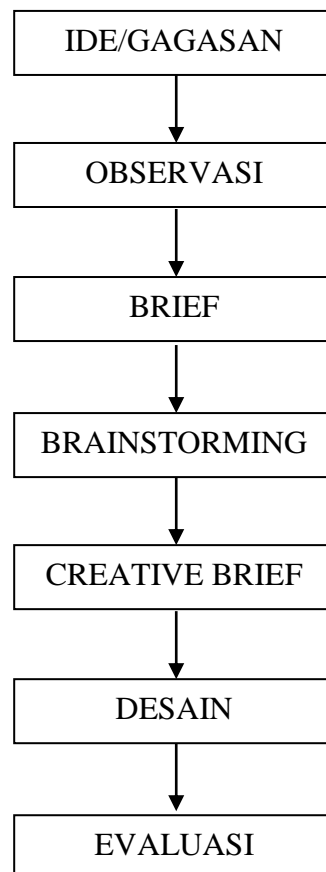 IDE/GAGASAN
OBSERVASI
BRIEF
BRAINSTORMING
CREATIVE BRIEF
DESAIN
EVALUASI